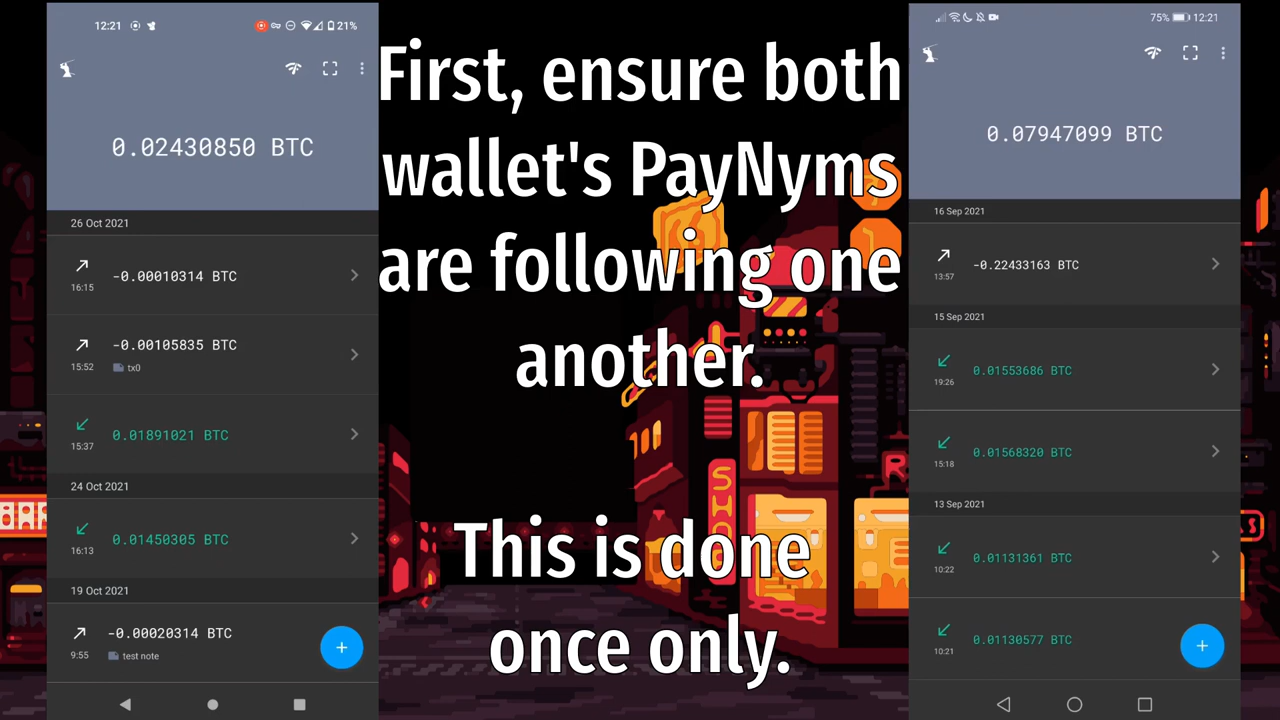 12:21
21%
0.02430850 BTC
26 Oct 2021
-0.00010314 BTC
16:15
-0.00105835 BTC
15:52
tx0
0.01891021 BTC
15:37
24 Oct 2021
0.01450305 BTC
16:13
19 Oct 2021
-0.00020314 BTC
9:55
test note
+
First, ensure both
wallet's PayNyms
are following one
another.
This is done
once only.
75%
12:21
0.07947099 BTC
16 Sep 2021
-0.22433163 BTC
13:57
15 Sep 2021
0.01553686 BTC
19:26
0.01568320 BTC
15:18
13 Sep 2021
0.01131361 BTC
10:22
0.01130577 BTC
10:21
+